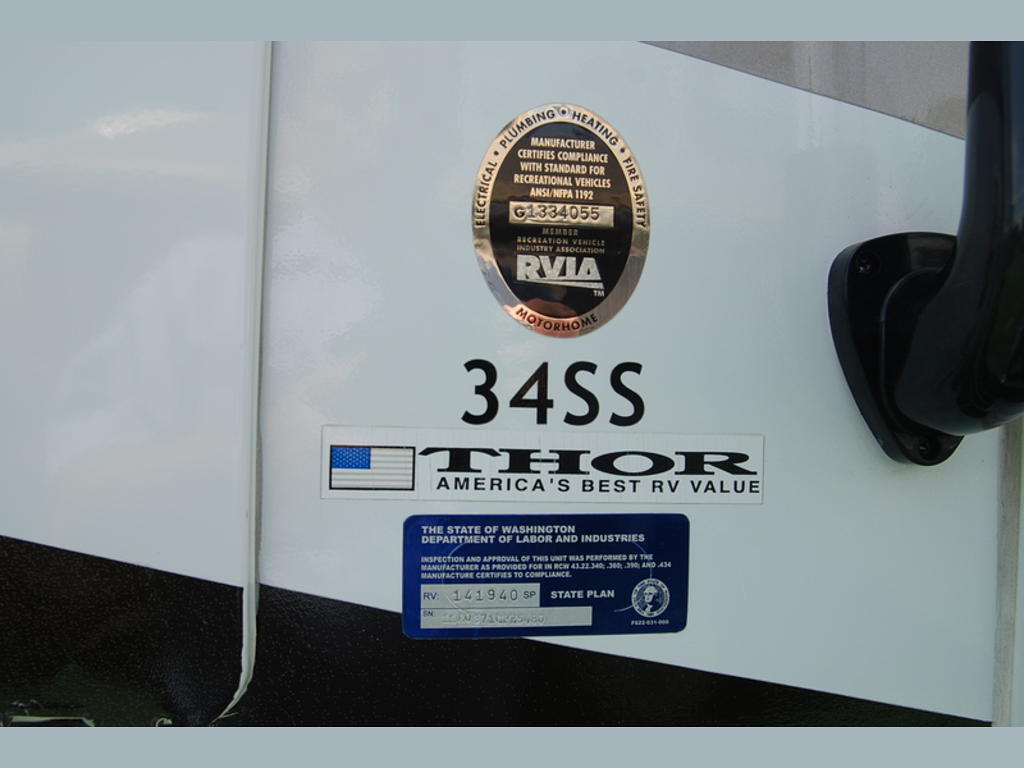 ELECTRICAL • PLUMBING • HEATING • FIRE SAFETY
MANUFACTURER
CERTIFIES COMPLIANCE
WITH STANDARD FOR
RECREATIONAL VEHICLES
ANSI/NFPA 1192
G1334055
MEMBER
RECREATION VEHICLE
INDUSTRY ASSOCIATION
RVIA
TM
MOTORHOME
34SS
THOR
AMERICA'S BEST RV VALUE
THE STATE OF WASHINGTON
DEPARTMENT OF LABOR AND INDUSTRIES
INSPECTION AND APPROVAL OF THIS UNIT WAS PERFORMED BY THE
MANUFACTURER AS PROVIDED FOR IN RCW 43.22.340; .360; .390; AND .434
MANUFACTURE CERTIFIES TO COMPLIANCE.
RV: 141940 SP STATE PLAN
SN:
F622-031-000